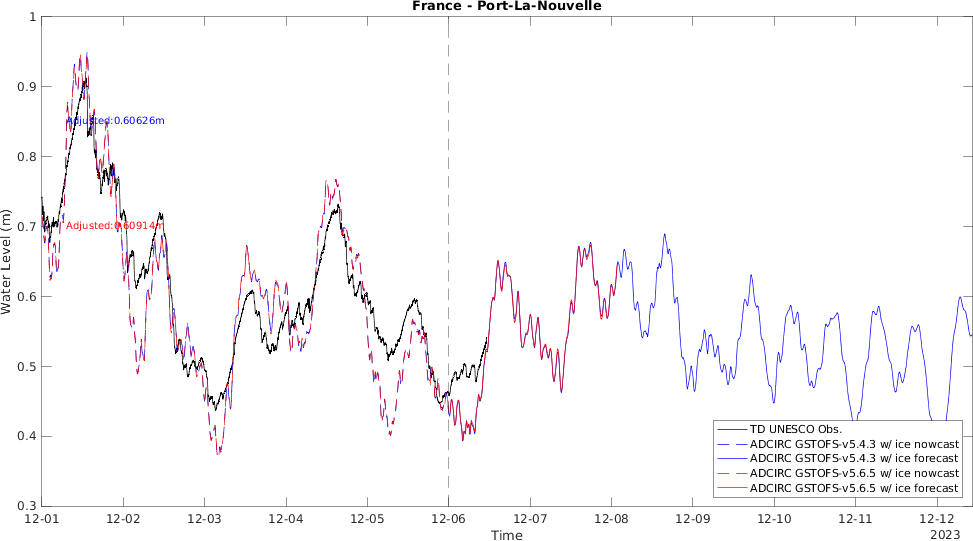 France - Port-La-Nouvelle
1
0.9
0.8
0.7
0.6
0.5
0.4
0.3
Water Level (m)
Adjusted:0.60626m
Adjusted:0.60914m
TD UNESCO Obs.
ADCIRC GSTOFS-v5.4.3 w/ ice nowcast
ADCIRC GSTOFS-v5.4.3 w/ ice forecast
ADCIRC GSTOFS-v5.6.5 w/ ice nowcast
ADCIRC GSTOFS-v5.6.5 w/ ice forecast
12-01 12-02 12-03 12-04 12-05 12-06 12-07 12-08 12-09 12-10 12-11 12-12
Time
2023